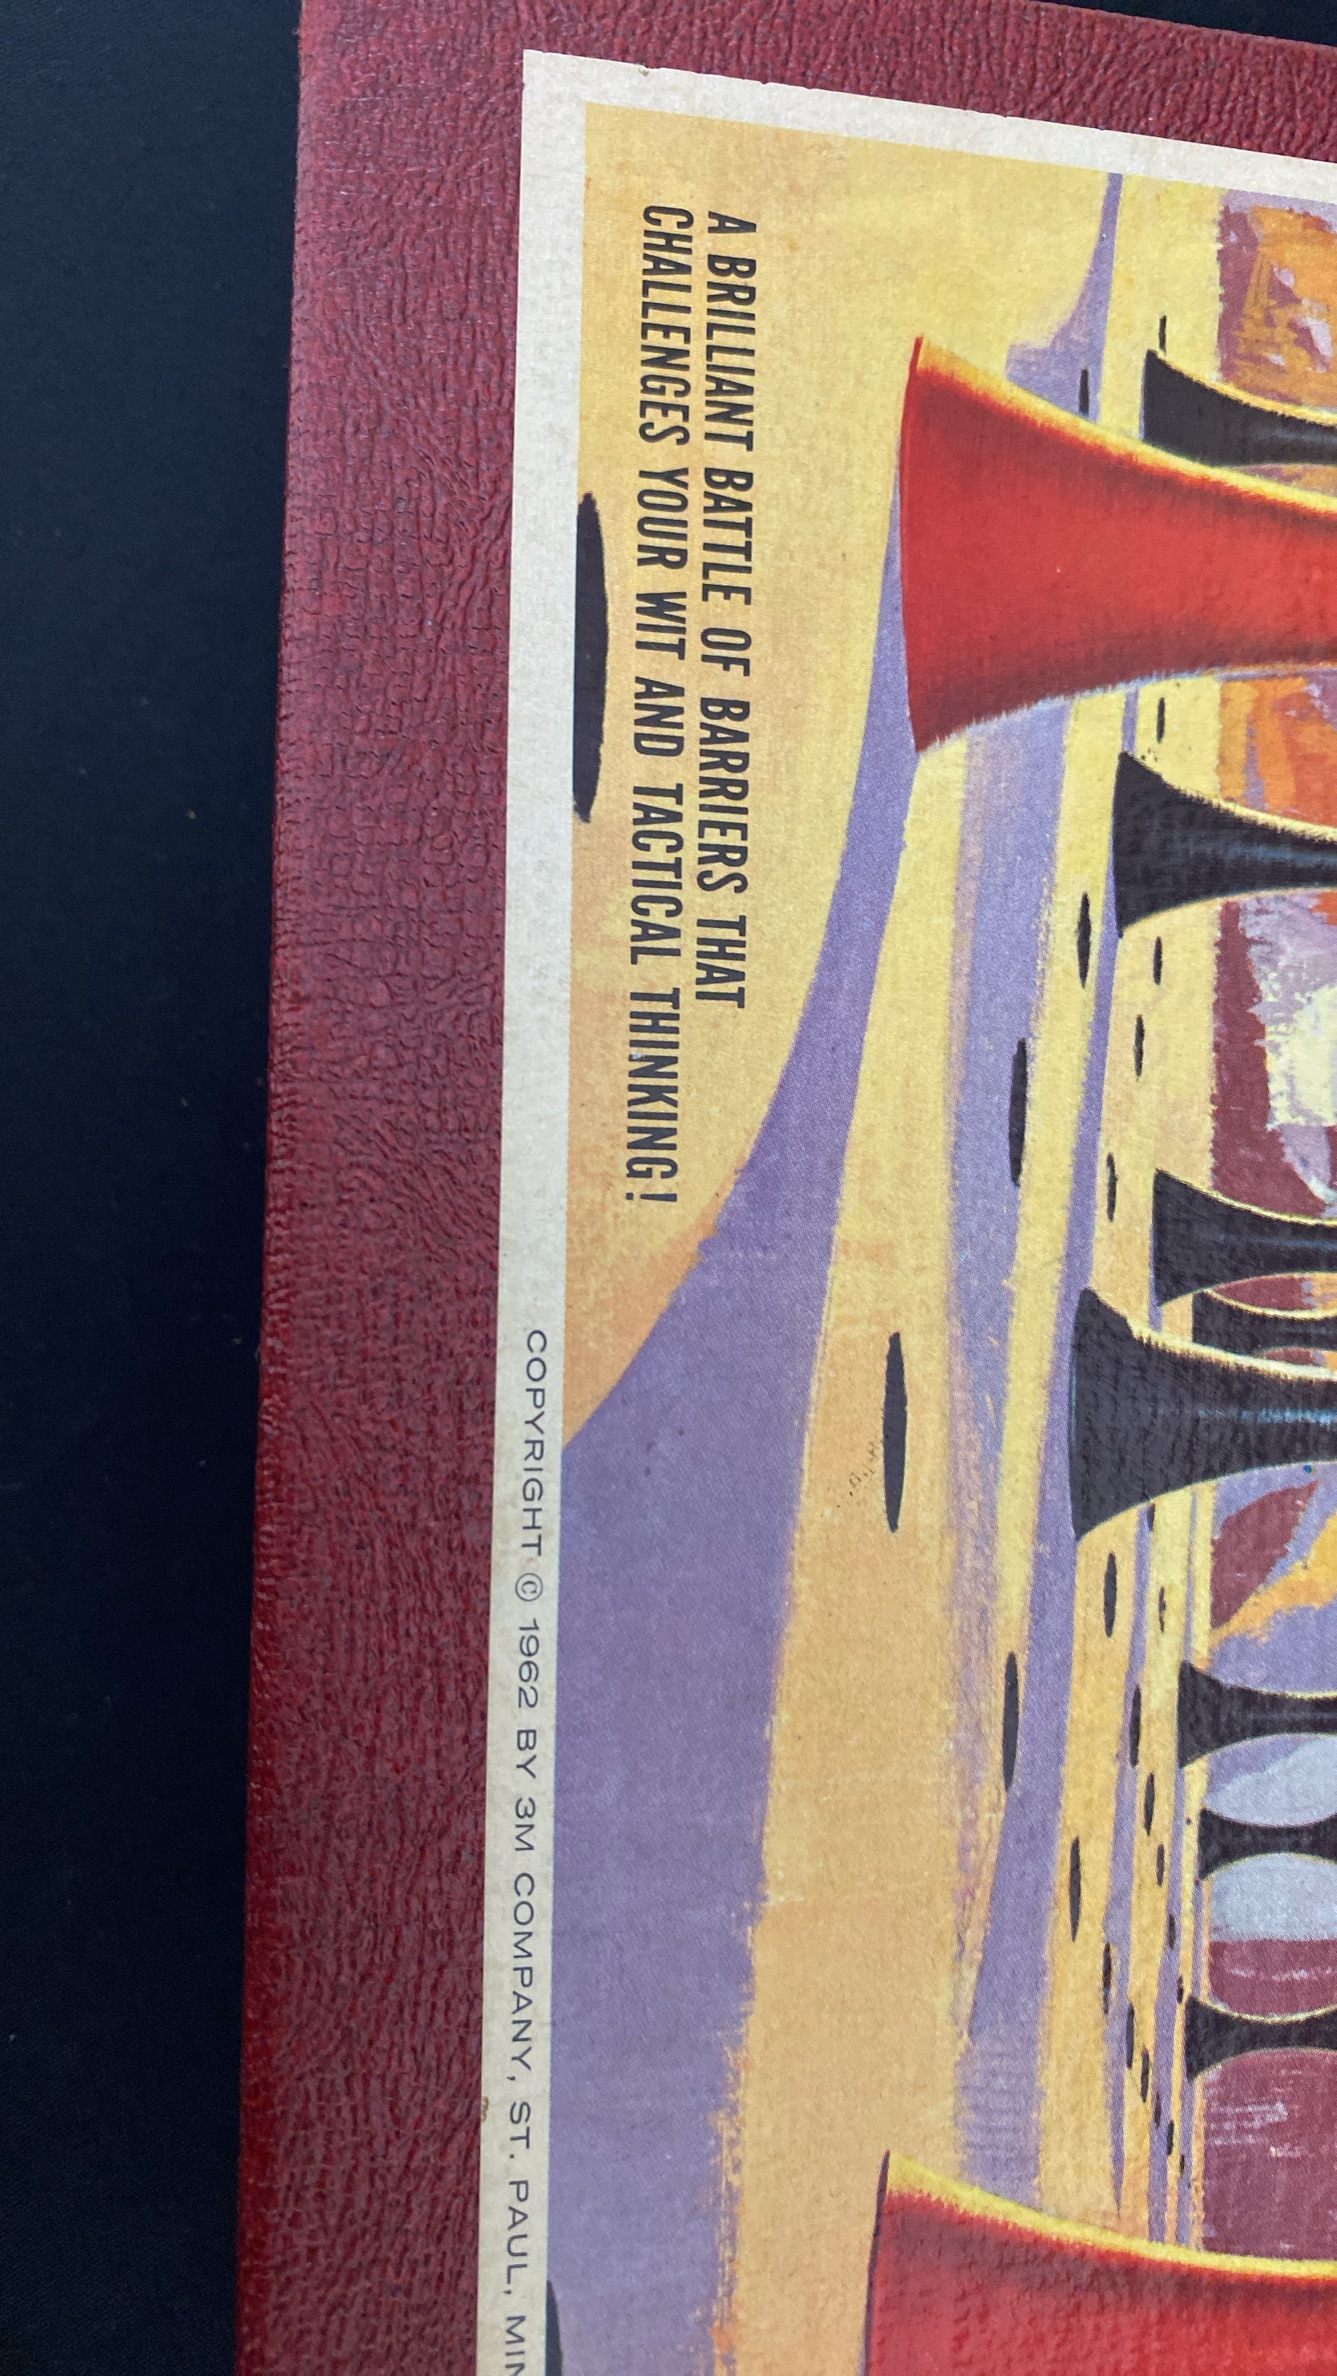 A BRILLIANT BATTLE OF BARRIERS THAT
CHALLENGES YOUR WIT AND TACTICAL THINKING!
COPYRIGHT © 1962 BY 3M COMPANY, ST. PAUL,